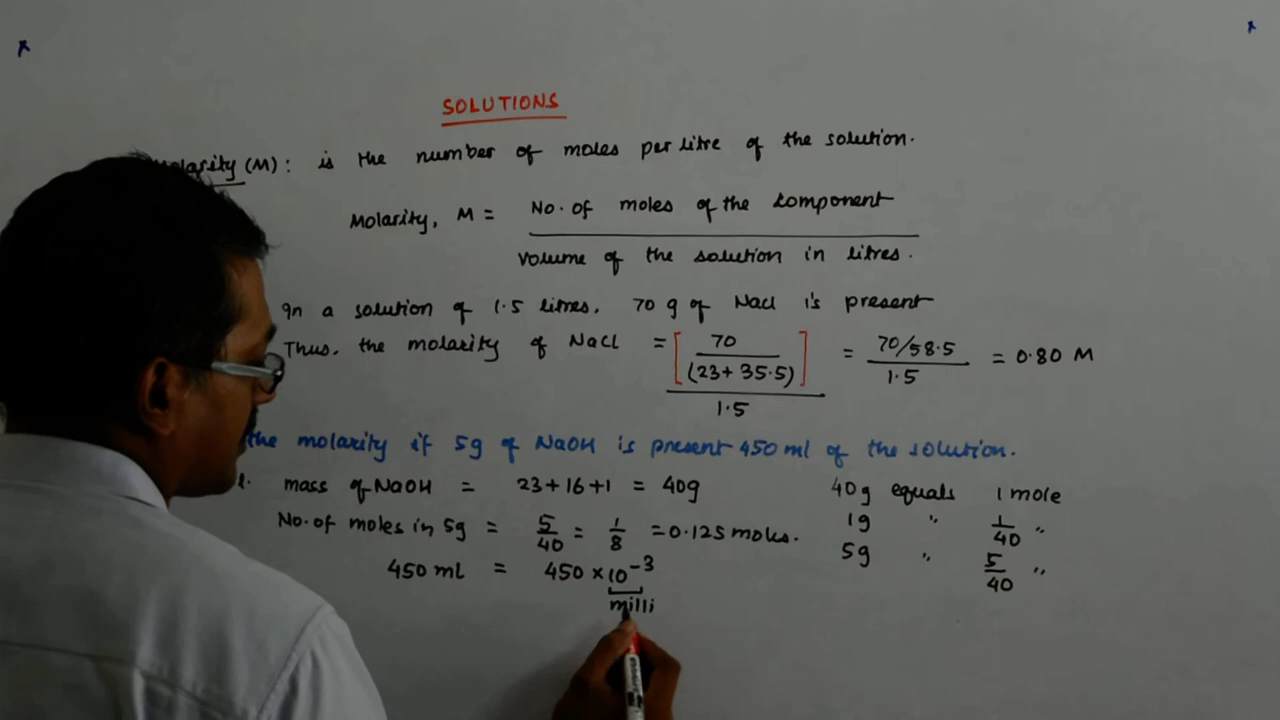 SOLUTIONS
Molarity (M): is the number of moles per litre of the solution.
Molarity, M = No. of moles of the component
volume of the solution in litres.
In a solution of 1.5 litres, 70 g of NaCl is present
Thus, the molarity of NaCl = [70 / (23+35.5)] / 1.5 = 70/58.5 / 1.5 = 0.80 M
the molarity if 5g of NaOH is present 450 ml of the solution.
mass of NaOH = 23+16+1 = 40g
40g equals 1 mole
No. of moles in 5g = 5/40 = 1/8 = 0.125 moles.
1g " 1/40 "
5g " 5/40 "
450 ml = 450 × 10⁻³
milli